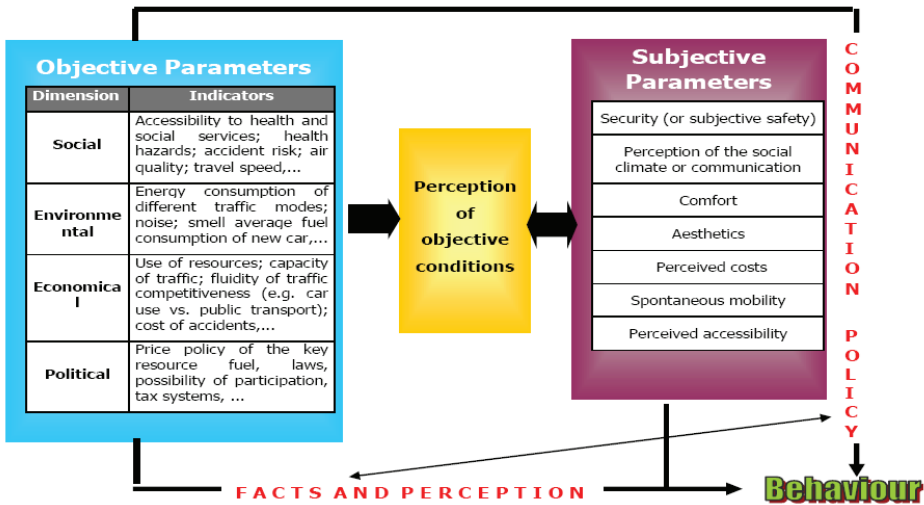 Objective Parameters
Dimension Indicators
Social
Accessibility to health and
social services; health
hazards; accident risk; air
quality; travel speed,...
Environme
ntal
Energy consumption of
different traffic modes;
noise; smell average fuel
consumption of new car,...
Economica
l
Use of resources; capacity
of traffic; fluidity of traffic
competitiveness (e.g. car
use vs. public transport);
cost of accidents,...
Political
Price policy of the key
resource fuel, laws,
possibility of participation,
tax systems, ...
Perception
of
objective
conditions
Subjective
Parameters
Security (or subjective safety)
Perception of the social
climate or communication
Comfort
Aesthetics
Perceived costs
Spontaneous mobility
Perceived accessibility
COMMUNICATION POLICY
FACTS AND PERCEPTION
Behaviour